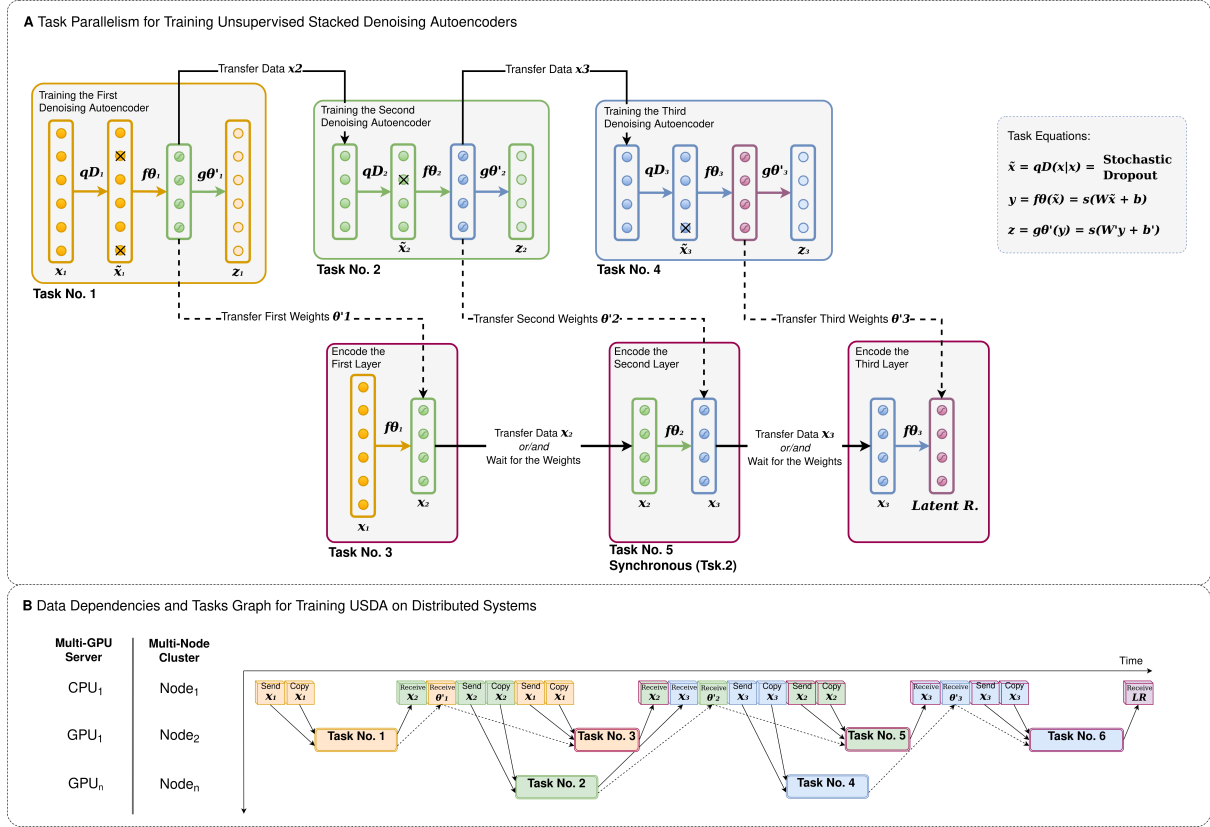 A Task Parallelism for Training Unsupervised Stacked Denoising Autoencoders
Transfer Data x2
Transfer Data x3
Training the First
Denoising Autoencoder
qD₁
fθ₁
gθ'₁
x₁
x̃₁
z₁
Task No. 1
Training the Second
Denoising Autoencoder
qD₂
fθ₂
gθ'₂
x̃₂
z₂
Task No. 2
Training the Third
Denoising Autoencoder
qD₃
fθ₃
gθ'₃
x̃₃
z₃
Task No. 4
Task Equations:
x̃ = qD(x|x) = Stochastic
Dropout
y = fθ(x̃) = s(Wx̃ + b)
z = gθ'(y) = s(W'y + b')
Transfer First Weights θ'1
Transfer Second Weights θ'2
Transfer Third Weights θ'3
Encode the
First Layer
fθ₁
x₁
x₂
Task No. 3
Transfer Data x₂
or/and
Wait for the Weights
Encode the
Second Layer
fθ₂
x₂
x₃
Task No. 5
Synchronous (Tsk.2)
Transfer Data x₃
or/and
Wait for the Weights
Encode the
Third Layer
fθ₃
x₃
Latent R.
B Data Dependencies and Tasks Graph for Training USDA on Distributed Systems
Multi-GPU
Server
Multi-Node
Cluster
Time
CPU₁
Node₁
Send x₁
Copy x₁
Receive x₂
Receive θ'₁
Send x₂
Copy x₂
Send x₁
Copy x₁
Receive x₂
Receive x₃
Receive θ'₂
Send x₃
Copy x₃
Send x₂
Copy x₂
Receive x₃
Receive θ'₃
Send x₃
Copy x₃
Receive LR
GPU₁
Node₂
Task No. 1
Task No. 3
Task No. 5
Task No. 6
GPUₙ
Nodeₙ
Task No. 2
Task No. 4